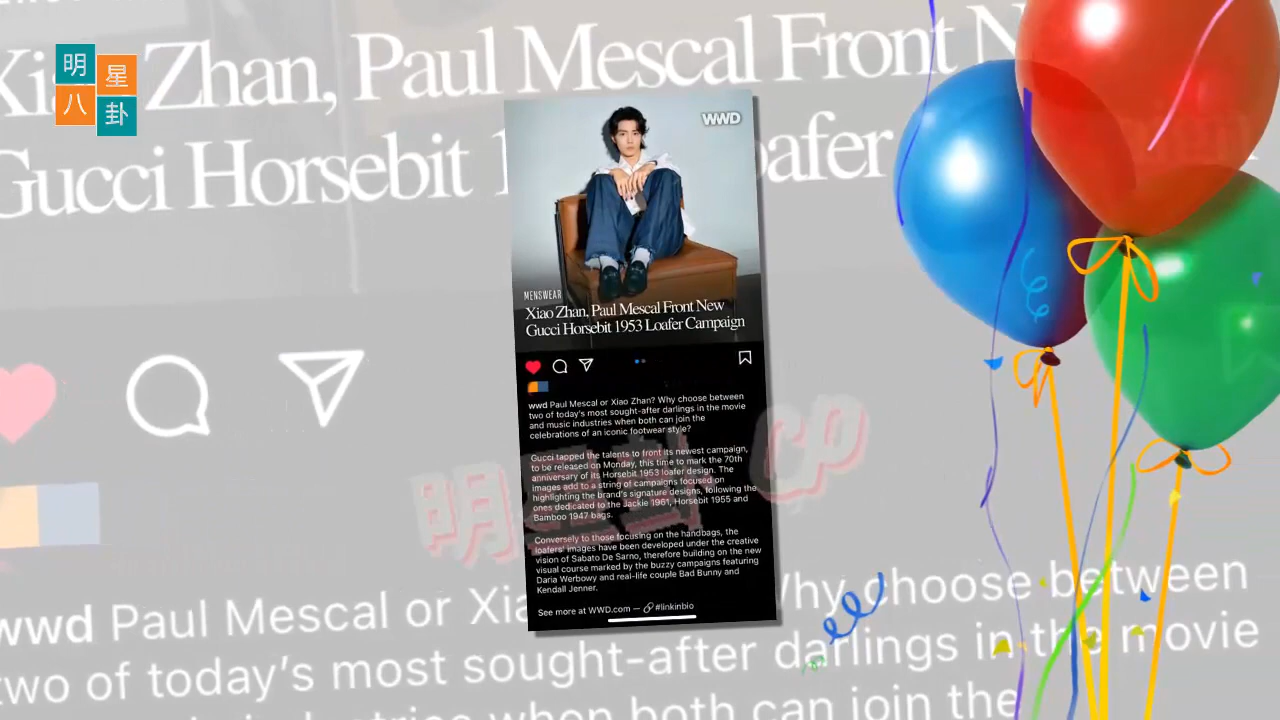 明星
八卦
Xiao Zhan, Paul Mescal Front N
Gucci Horsebit 1
oafer
WWD
MENSWEAR
Xiao Zhan, Paul Mescal Front New
Gucci Horsebit 1953 Loafer Campaign
wwd Paul Mescal or Xiao Zhan? Why choose between
two of today's most sought-after darlings in the movie
and music industries when both can join the
celebrations of an iconic footwear style?
Gucci tapped the talents to front its newest campaign,
to be released on Monday, this time to mark the 70th
anniversary of its Horsebit 1953 loafer design. The
images add to a string of campaigns focused on
highlighting the brand's signature designs, following the
ones dedicated to the Jackie 1961, Horsebit 1955 and
Bamboo 1947 bags.
Conversely to those focusing on the handbags, the
loafers' images have been developed under the creative
vision of Sabato De Sarno, therefore building on the new
visual course marked by the buzzy campaigns featuring
Daria Werbowy and real-life couple Bad Bunny and
Kendall Jenner.
See more at WWD.com — 🔗#linkinbio
明星卦 CP
wwd Paul Mescal or Xia
Why choose between
two of today's most sought-after darlings in the movie
when both can join the